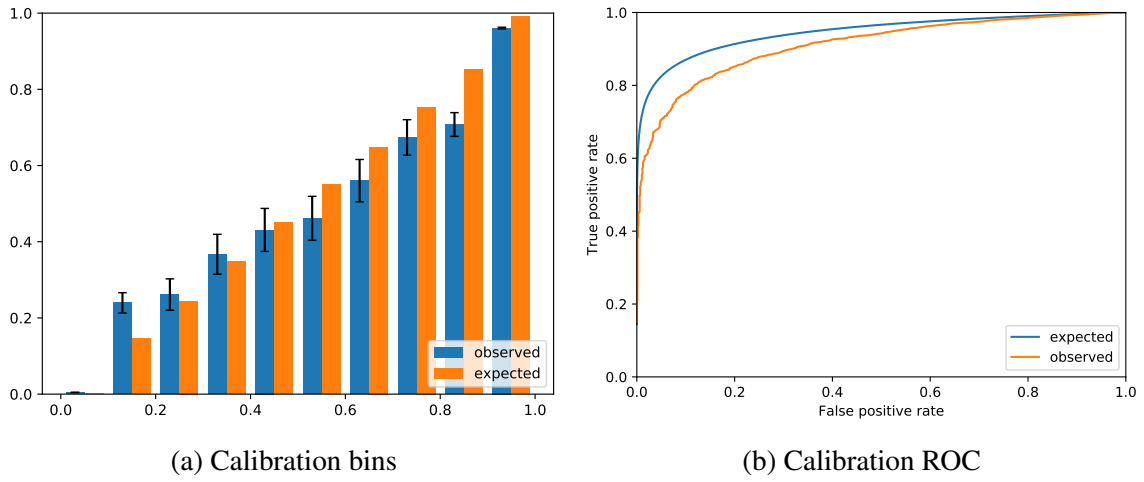 1.0
0.8
0.6
0.4
0.2
0.0
0.0 0.2 0.4 0.6 0.8 1.0
observed
expected
(a) Calibration bins
1.0
0.8
0.6
0.4
0.2
0.0
True positive rate
0.0 0.2 0.4 0.6 0.8 1.0
False positive rate
expected
observed
(b) Calibration ROC